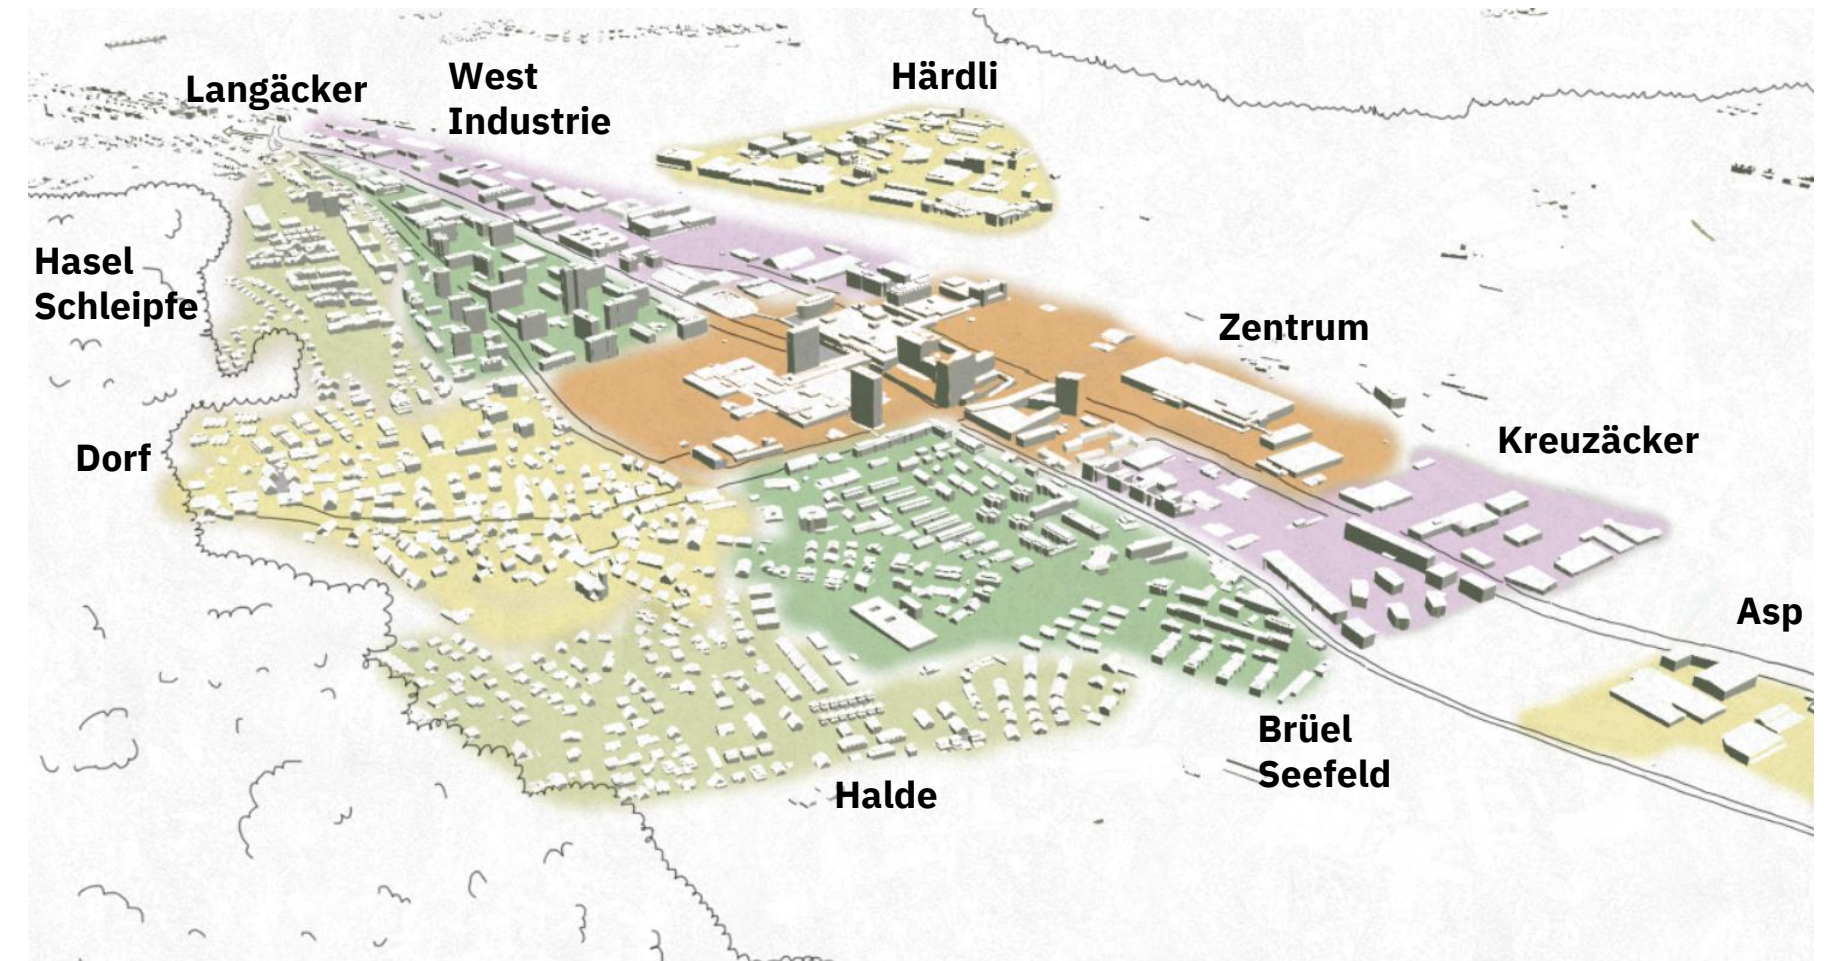 Langäcker
West
Industrie
Härdli
Hasel
Schleipfe
Zentrum
Dorf
Kreuzäcker
Asp
Brüel
Seefeld
Halde